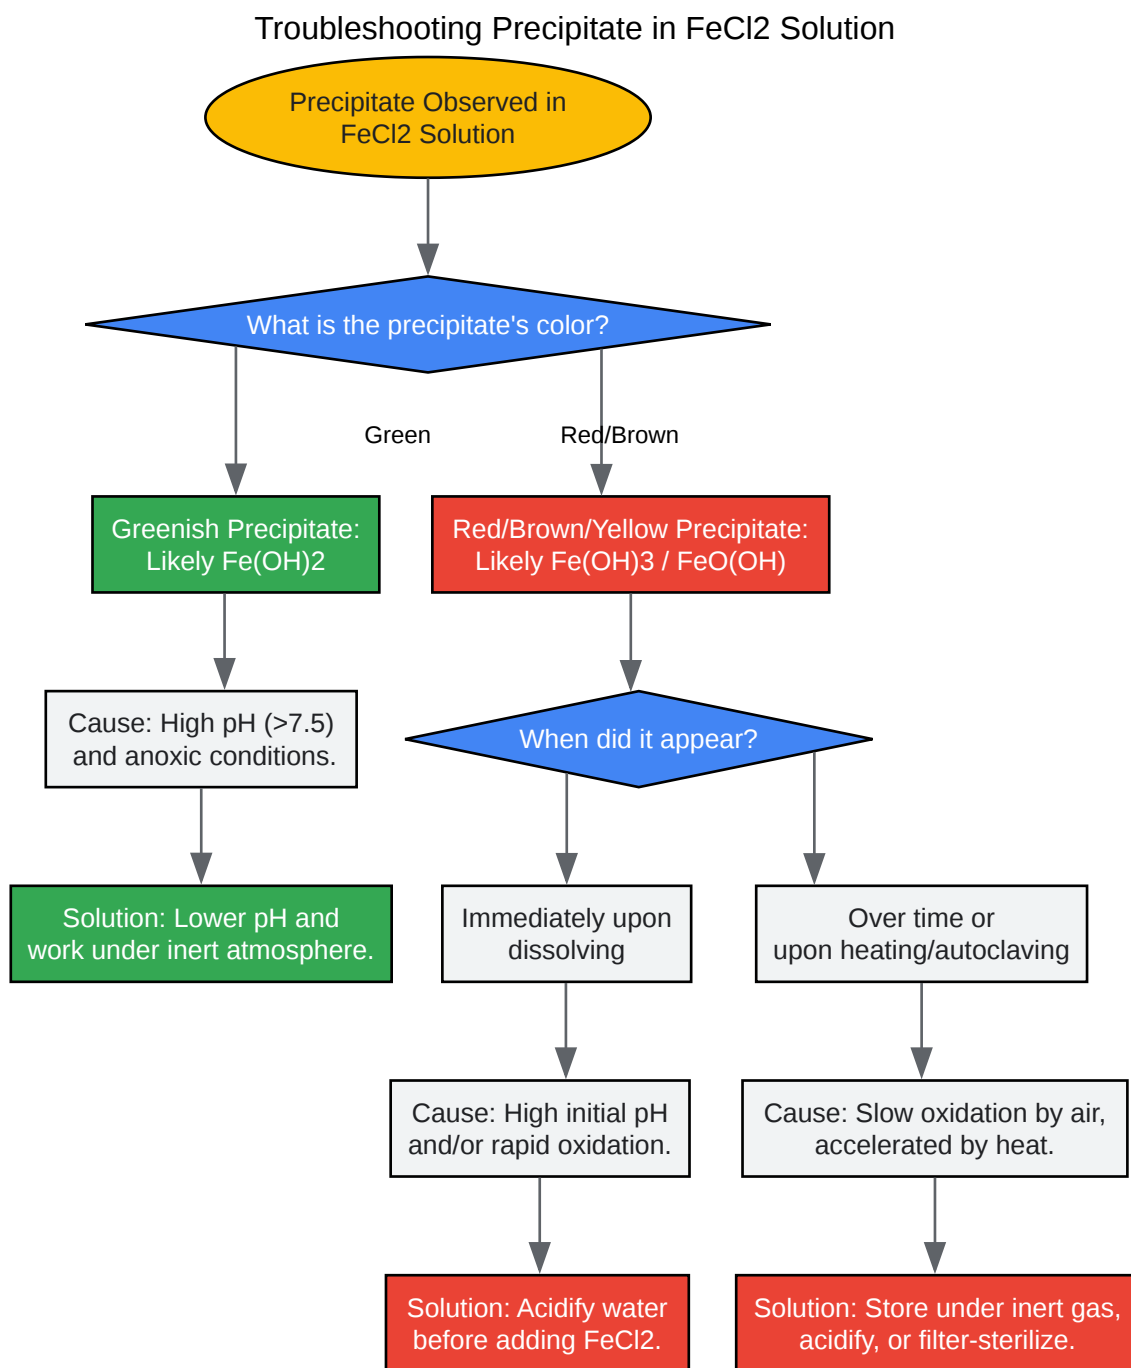 Troubleshooting Precipitate in FeCl2 Solution
Precipitate Observed in
FeCl2 Solution
What is the precipitate's color?
Green
Red/Brown
Greenish Precipitate:
Likely Fe(OH)2
Red/Brown/Yellow Precipitate:
Likely Fe(OH)3 / FeO(OH)
Cause: High pH (>7.5)
and anoxic conditions.
When did it appear?
Solution: Lower pH and
work under inert atmosphere.
Immediately upon
dissolving
Over time or
upon heating/autoclaving
Cause: High initial pH
and/or rapid oxidation.
Cause: Slow oxidation by air,
accelerated by heat.
Solution: Acidify water
before adding FeCl2.
Solution: Store under inert gas,
acidify, or filter-sterilize.